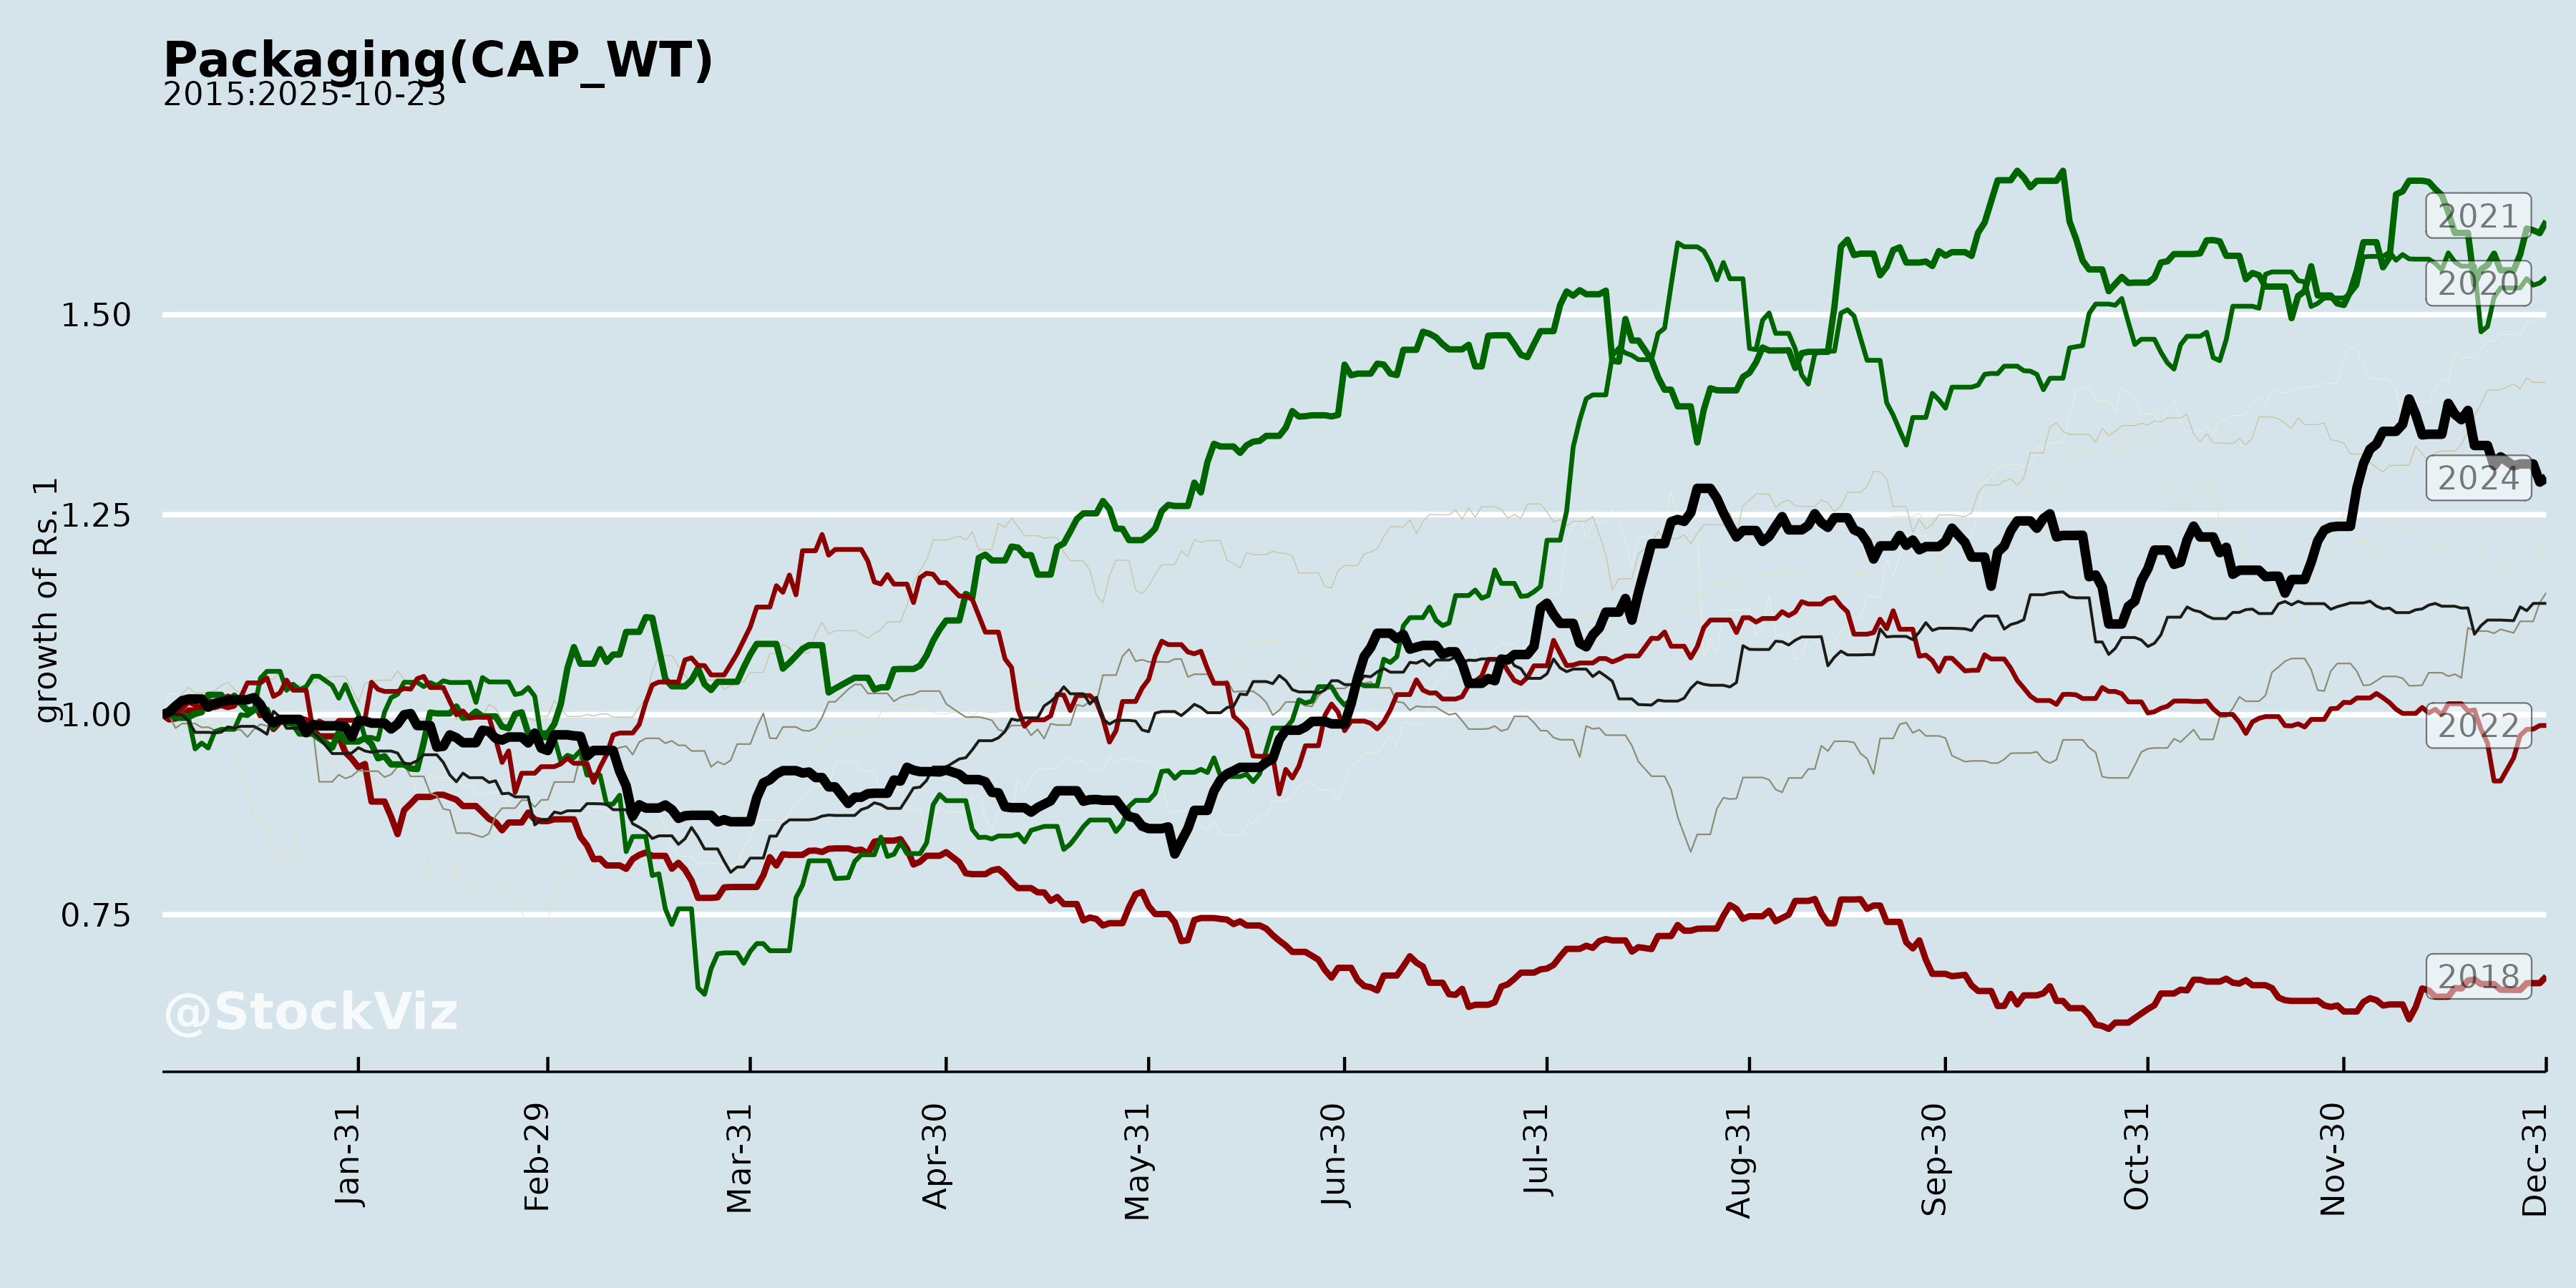 Packaging(CAP_WT)
2015:2025-10-23
growth of Rs. 1
1.50
1.25
1.00
0.75
2021
2020
2024
2022
2018
@StockViz
Jan-31
Feb-29
Mar-31
Apr-30
May-31
Jun-30
Jul-31
Aug-31
Sep-30
Oct-31
Nov-30
Dec-31